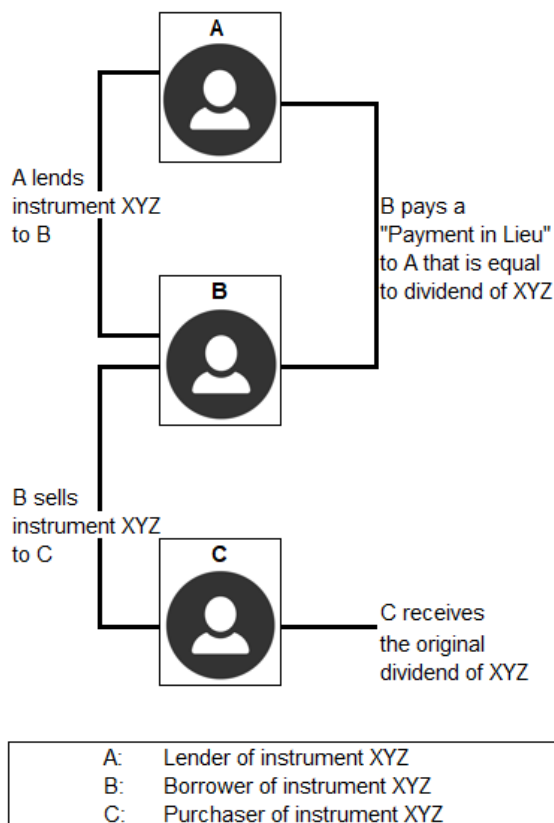 A
A lends
instrument XYZ
to B
B pays a
"Payment in Lieu"
to A that is equal
to dividend of XYZ
B
B sells
instrument XYZ
to C
C
C receives
the original
dividend of XYZ
A: Lender of instrument XYZ
B: Borrower of instrument XYZ
C: Purchaser of instrument XYZ